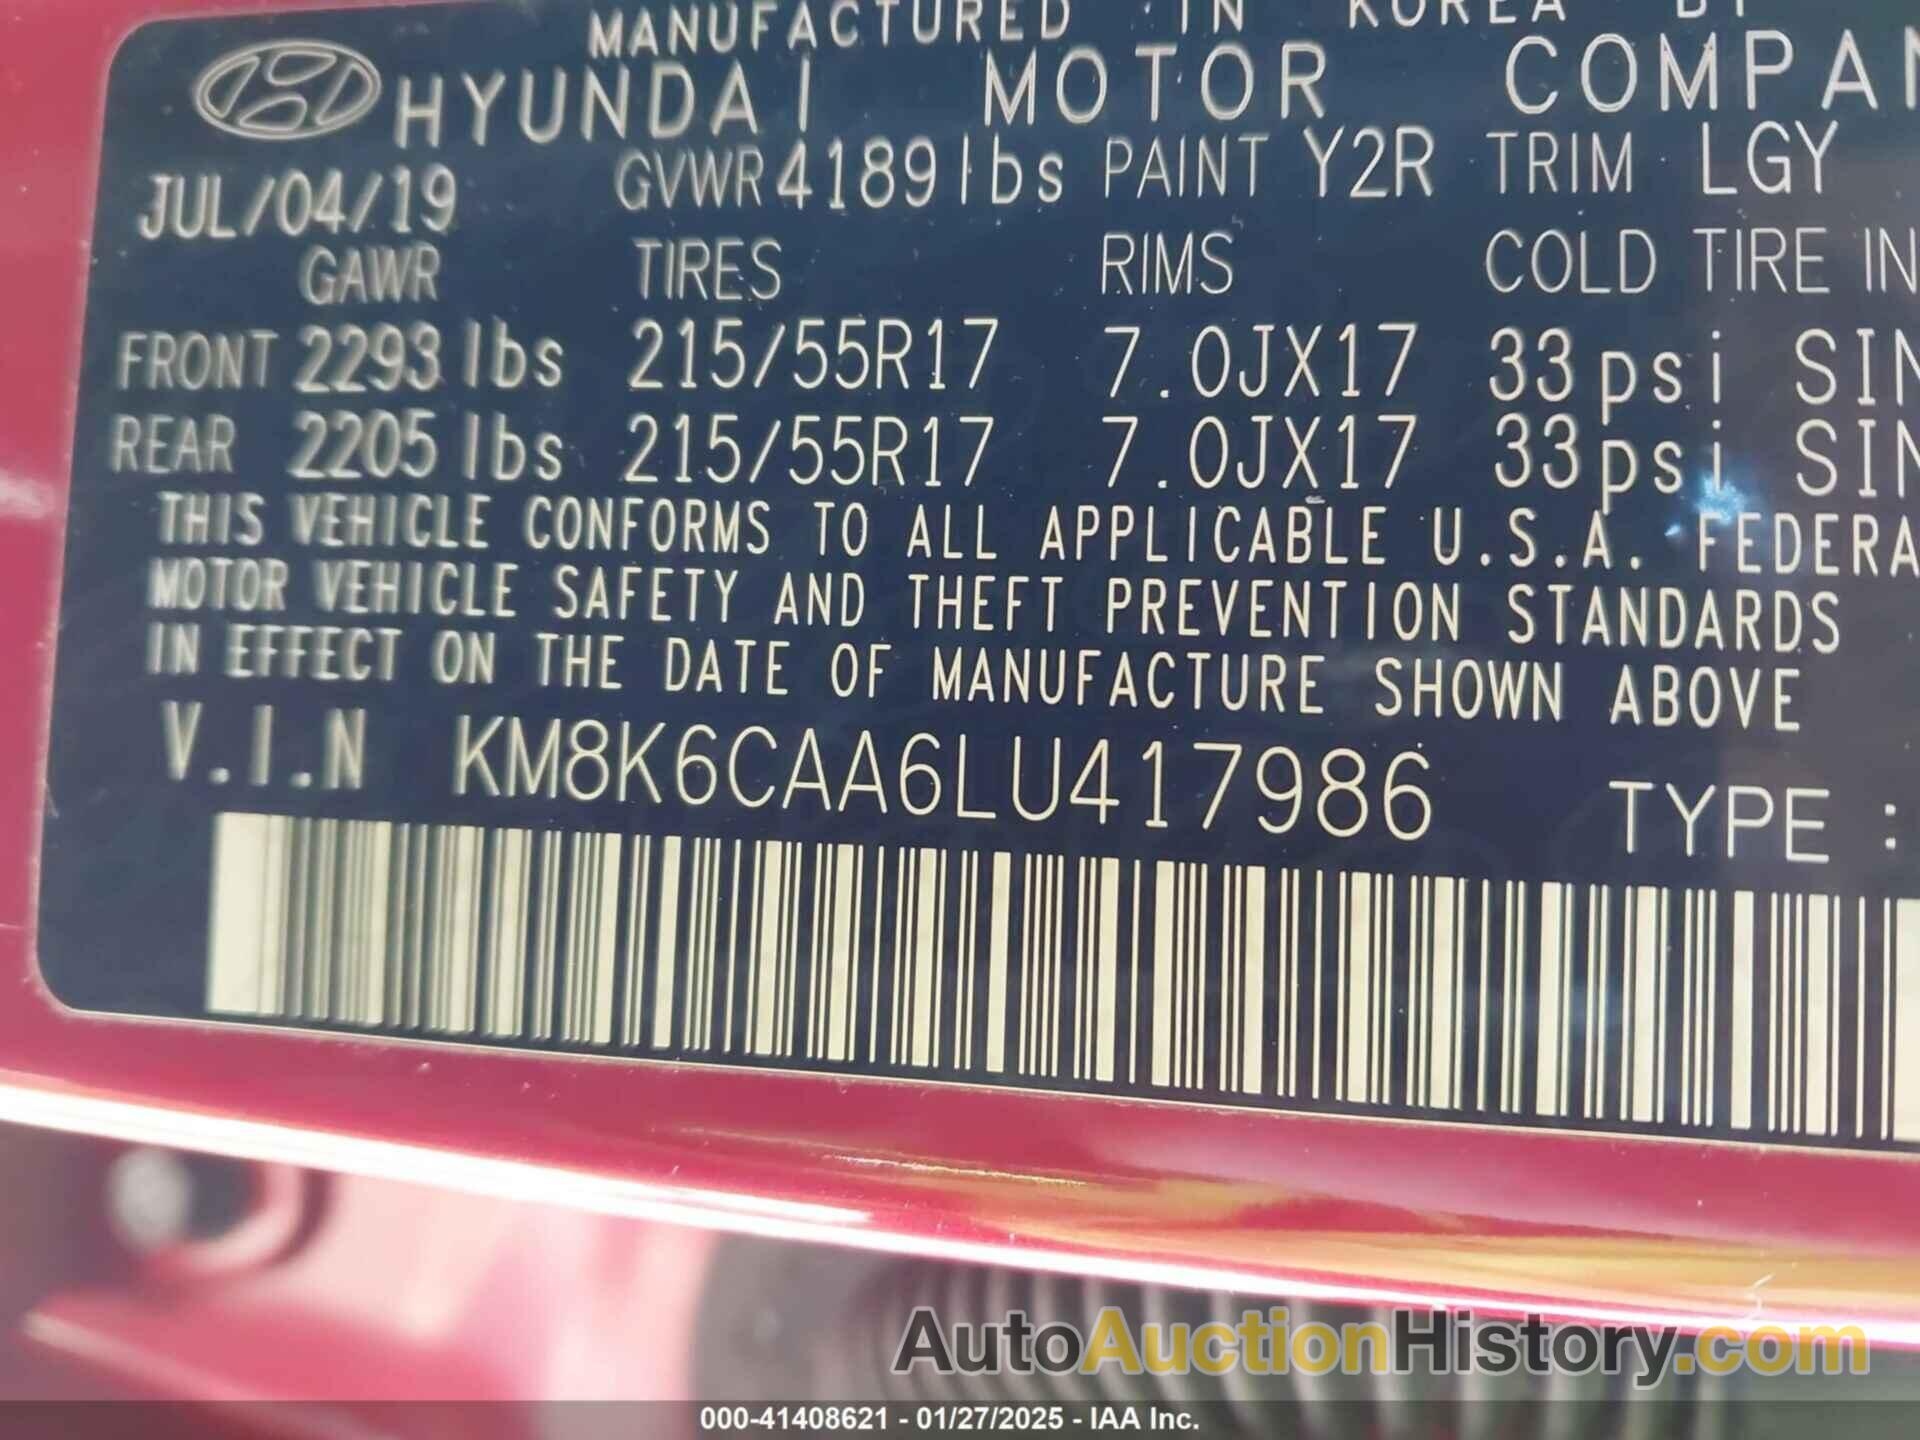 MANUFACTURED IN KOREA BY
HYUNDAI MOTOR COMPAN
JUL/04/19 GVWR 4189lbs PAINT Y2R TRIM LGY
GAWR TIRES RIMS COLD TIRE IN
FRONT 2293 lbs 215/55R17 7.0JX17 33psi SIN
REAR 2205 lbs 215/55R17 7.0JX17 33psi SIN
THIS VEHICLE CONFORMS TO ALL APPLICABLE U.S.A. FEDERA
MOTOR VEHICLE SAFETY AND THEFT PREVENTION STANDARDS
IN EFFECT ON THE DATE OF MANUFACTURE SHOWN ABOVE
V.I.N KM8K6CAA6LU417986 TYPE :
AutoAuctionHistory.com
000-41408621 - 01/27/2025 - IAA Inc.